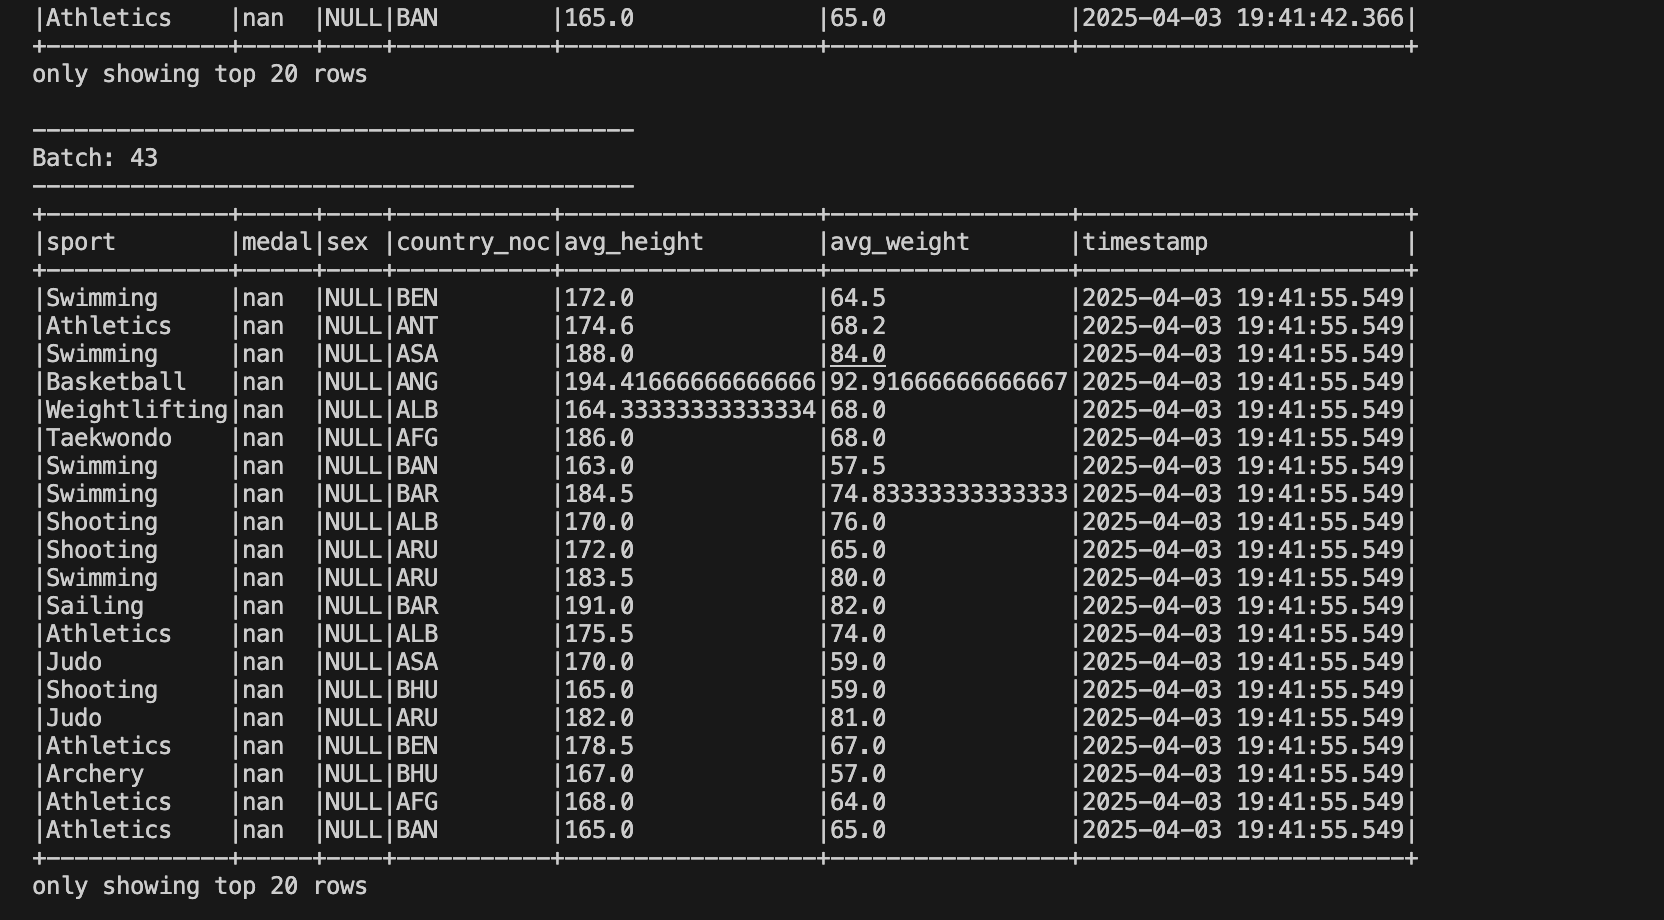 |Athletics    |nan  |NULL|BAN        |165.0             |65.0             |2025-04-03 19:41:42.366|
+-------------+-----+----+-----------+------------------+-----------------+-----------------------+
only showing top 20 rows
-------------------------------------------
Batch: 43
-------------------------------------------
+-------------+-----+----+-----------+------------------+-----------------+-----------------------+
|sport        |medal|sex |country_noc|avg_height        |avg_weight       |timestamp              |
+-------------+-----+----+-----------+------------------+-----------------+-----------------------+
|Swimming     |nan  |NULL|BEN        |172.0             |64.5             |2025-04-03 19:41:55.549|
|Athletics    |nan  |NULL|ANT        |174.6             |68.2             |2025-04-03 19:41:55.549|
|Swimming     |nan  |NULL|ASA        |188.0             |84.0             |2025-04-03 19:41:55.549|
|Basketball   |nan  |NULL|ANG        |194.41666666666666|92.91666666666667|2025-04-03 19:41:55.549|
|Weightlifting|nan  |NULL|ALB        |164.33333333333334|68.0             |2025-04-03 19:41:55.549|
|Taekwondo    |nan  |NULL|AFG        |186.0             |68.0             |2025-04-03 19:41:55.549|
|Swimming     |nan  |NULL|BAN        |163.0             |57.5             |2025-04-03 19:41:55.549|
|Swimming     |nan  |NULL|BAR        |184.5             |74.83333333333333|2025-04-03 19:41:55.549|
|Shooting     |nan  |NULL|ALB        |170.0             |76.0             |2025-04-03 19:41:55.549|
|Shooting     |nan  |NULL|ARU        |172.0             |65.0             |2025-04-03 19:41:55.549|
|Swimming     |nan  |NULL|ARU        |183.5             |80.0             |2025-04-03 19:41:55.549|
|Sailing      |nan  |NULL|BAR        |191.0             |82.0             |2025-04-03 19:41:55.549|
|Athletics    |nan  |NULL|ALB        |175.5             |74.0             |2025-04-03 19:41:55.549|
|Judo         |nan  |NULL|ASA        |170.0             |59.0             |2025-04-03 19:41:55.549|
|Shooting     |nan  |NULL|BHU        |165.0             |59.0             |2025-04-03 19:41:55.549|
|Judo         |nan  |NULL|ARU        |182.0             |81.0             |2025-04-03 19:41:55.549|
|Athletics    |nan  |NULL|BEN        |178.5             |67.0             |2025-04-03 19:41:55.549|
|Archery      |nan  |NULL|BHU        |167.0             |57.0             |2025-04-03 19:41:55.549|
|Athletics    |nan  |NULL|AFG        |168.0             |64.0             |2025-04-03 19:41:55.549|
|Athletics    |nan  |NULL|BAN        |165.0             |65.0             |2025-04-03 19:41:55.549|
+-------------+-----+----+-----------+------------------+-----------------+-----------------------+
only showing top 20 rows